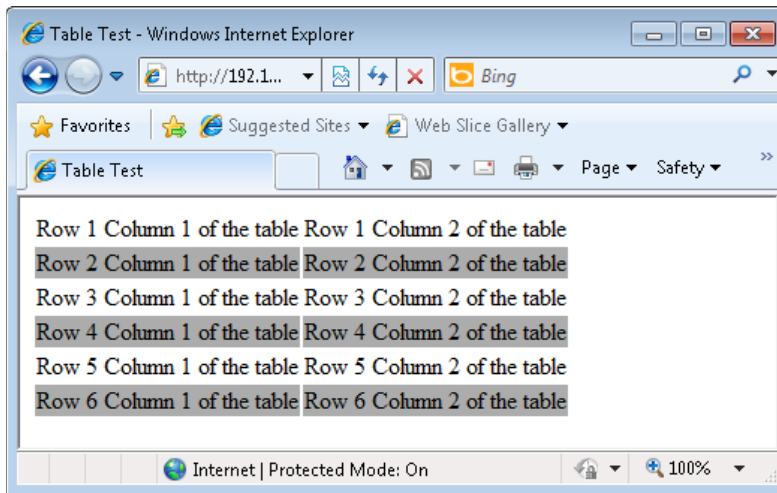 Table Test - Windows Internet Explorer
http://192.1... Bing
Favorites Suggested Sites Web Slice Gallery
Table Test Page Safety »
Row 1 Column 1 of the table Row 1 Column 2 of the table
Row 2 Column 1 of the table Row 2 Column 2 of the table
Row 3 Column 1 of the table Row 3 Column 2 of the table
Row 4 Column 1 of the table Row 4 Column 2 of the table
Row 5 Column 1 of the table Row 5 Column 2 of the table
Row 6 Column 1 of the table Row 6 Column 2 of the table
Internet | Protected Mode: On 100%